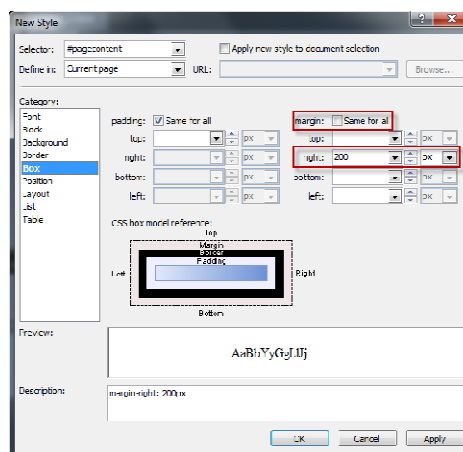 New Style
Selector: #pagecontent Apply new style to document selection
Define in: Current page URL: Browse...
Category:
Font
Block
Background
Border
Box
Position
Layout
List
Table
padding: Same for all margin: Same for all
top: px top: px
right: px right: 200 px
bottom: px bottom: px
left: px left: px
CSS box model reference:
Top
Margin
Border
Padding
Left Right
Bottom
Preview:
AaBbYyGgLlJj
Description:
margin-right: 200px
OK Cancel Apply